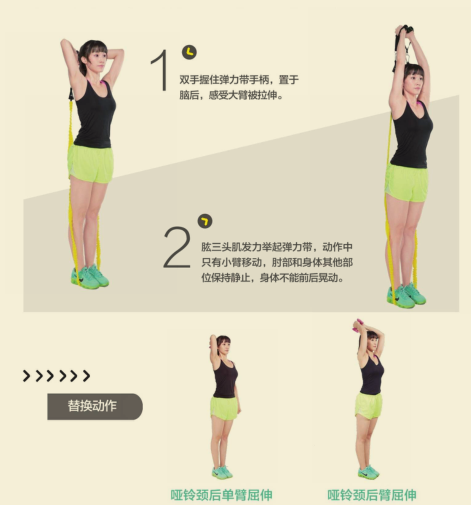 1
双手握住弹力带手柄，置于
脑后，感受大臂被拉伸。
2
肱三头肌发力举起弹力带，动作中
只有小臂移动，肘部和身体其他部
位保持静止，身体不能前后晃动。
替换动作
哑铃颈后单臂屈伸
哑铃颈后臂屈伸